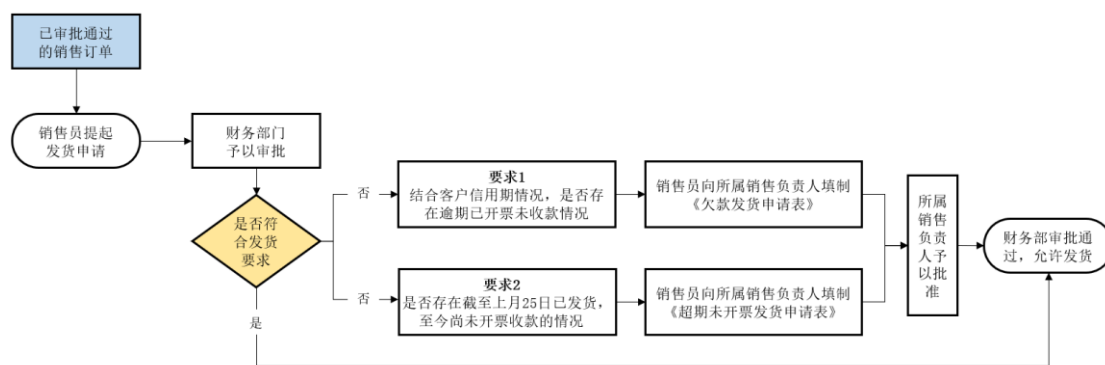 已审批通过
的销售订单
销售员提起
发货申请
财务部门
予以审批
是否符
合发货
要求
否
要求1
结合客户信用期情况，是否存
在逾期已开票未收款情况
销售员向所属销售负责人填制
《欠款发货申请表》
否
要求2
是否存在截至上月25日已发货，
至今尚未开票收款的情况
销售员向所属销售负责人填制
《超期未开票发货申请表》
所属
销售
负责
人予
以批
准
财务部审批通
过，允许发货
是